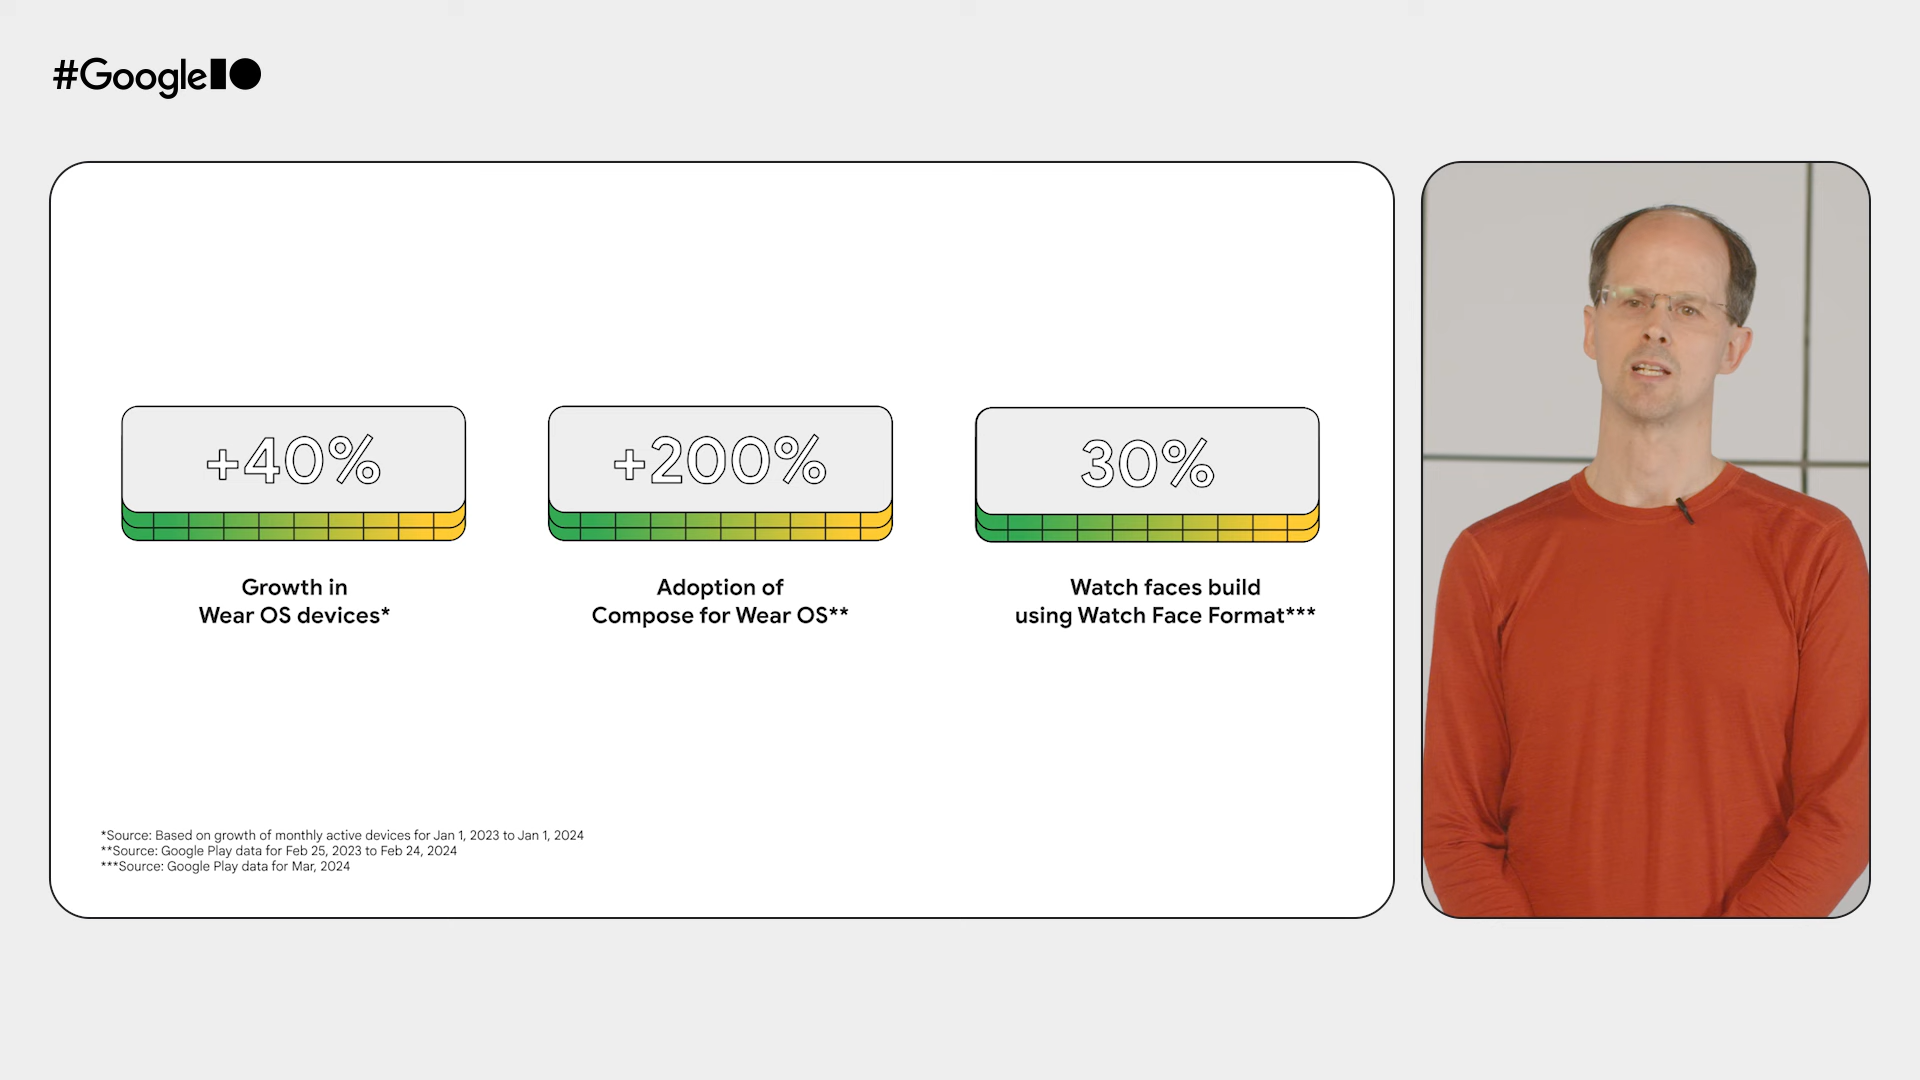 #GoogleIO
+40%
Growth in
Wear OS devices*
+200%
Adoption of
Compose for Wear OS**
30%
Watch faces build
using Watch Face Format***
*Source: Based on growth of monthly active devices for Jan 1, 2023 to Jan 1, 2024
**Source: Google Play data for Feb 25, 2023 to Feb 24, 2024
***Source: Google Play data for Mar, 2024